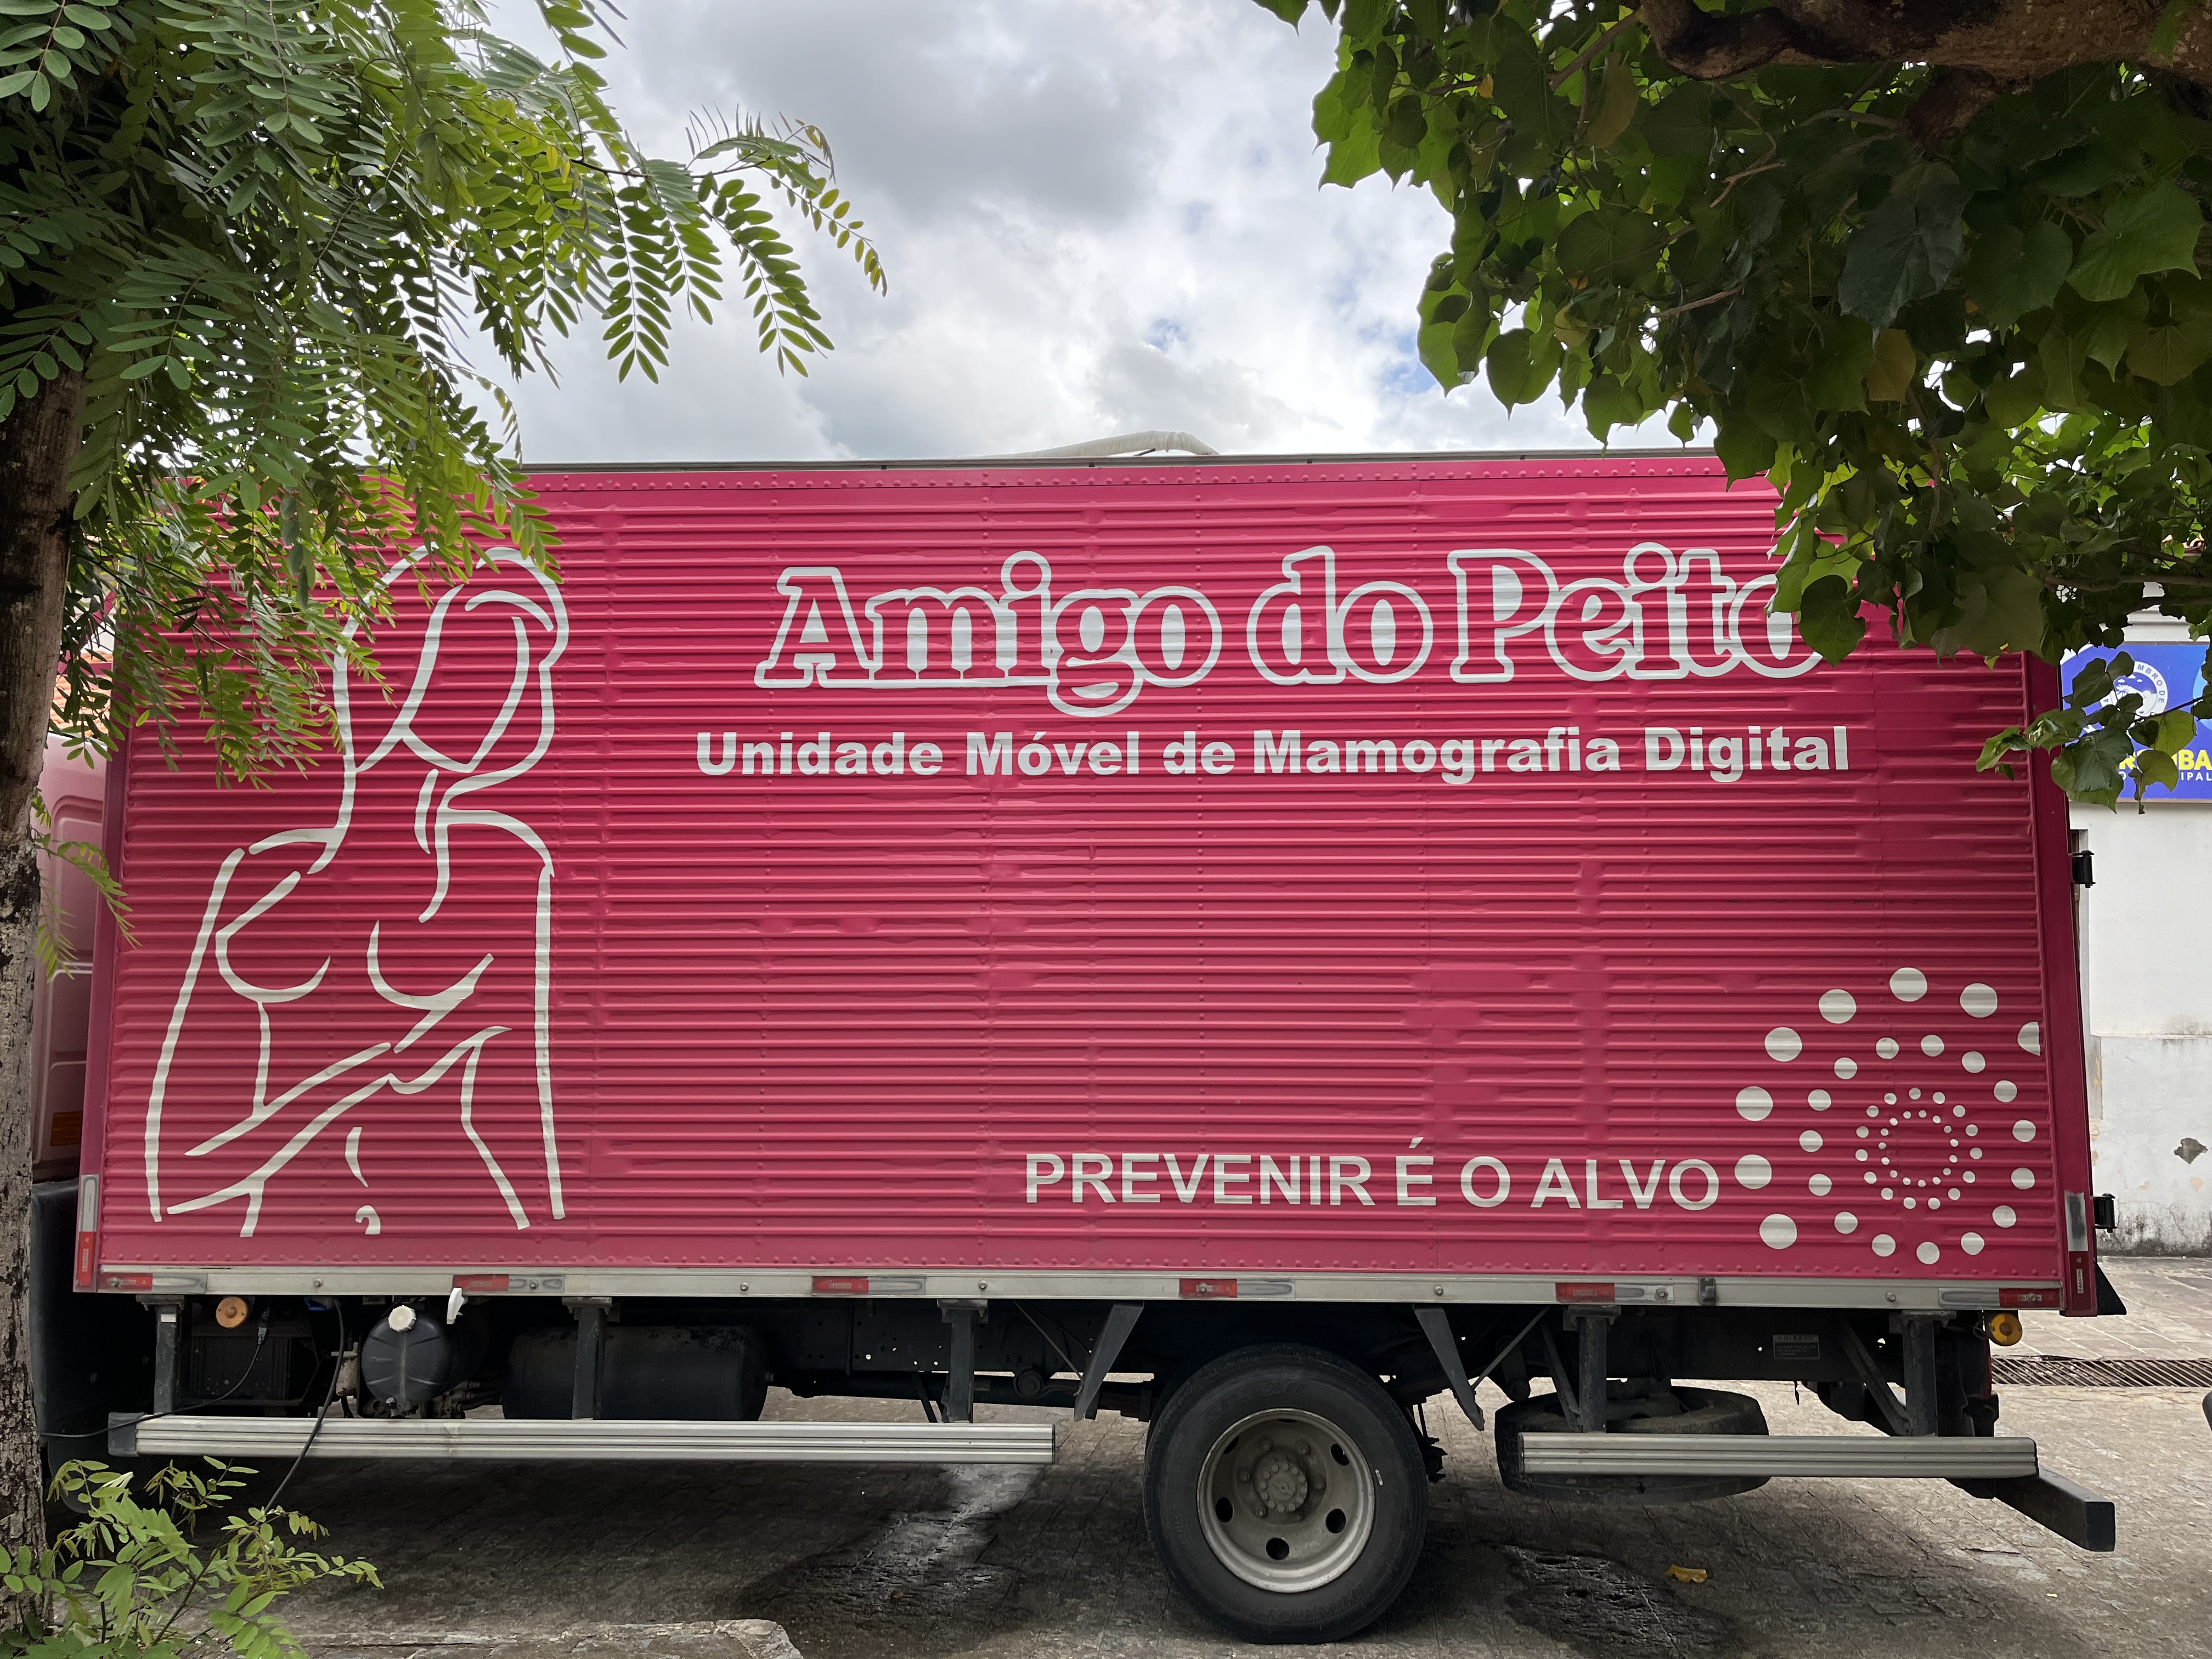 Amigo do Peito
Unidade Móvel de Mamografia Digital
PREVENIR É O ALVO